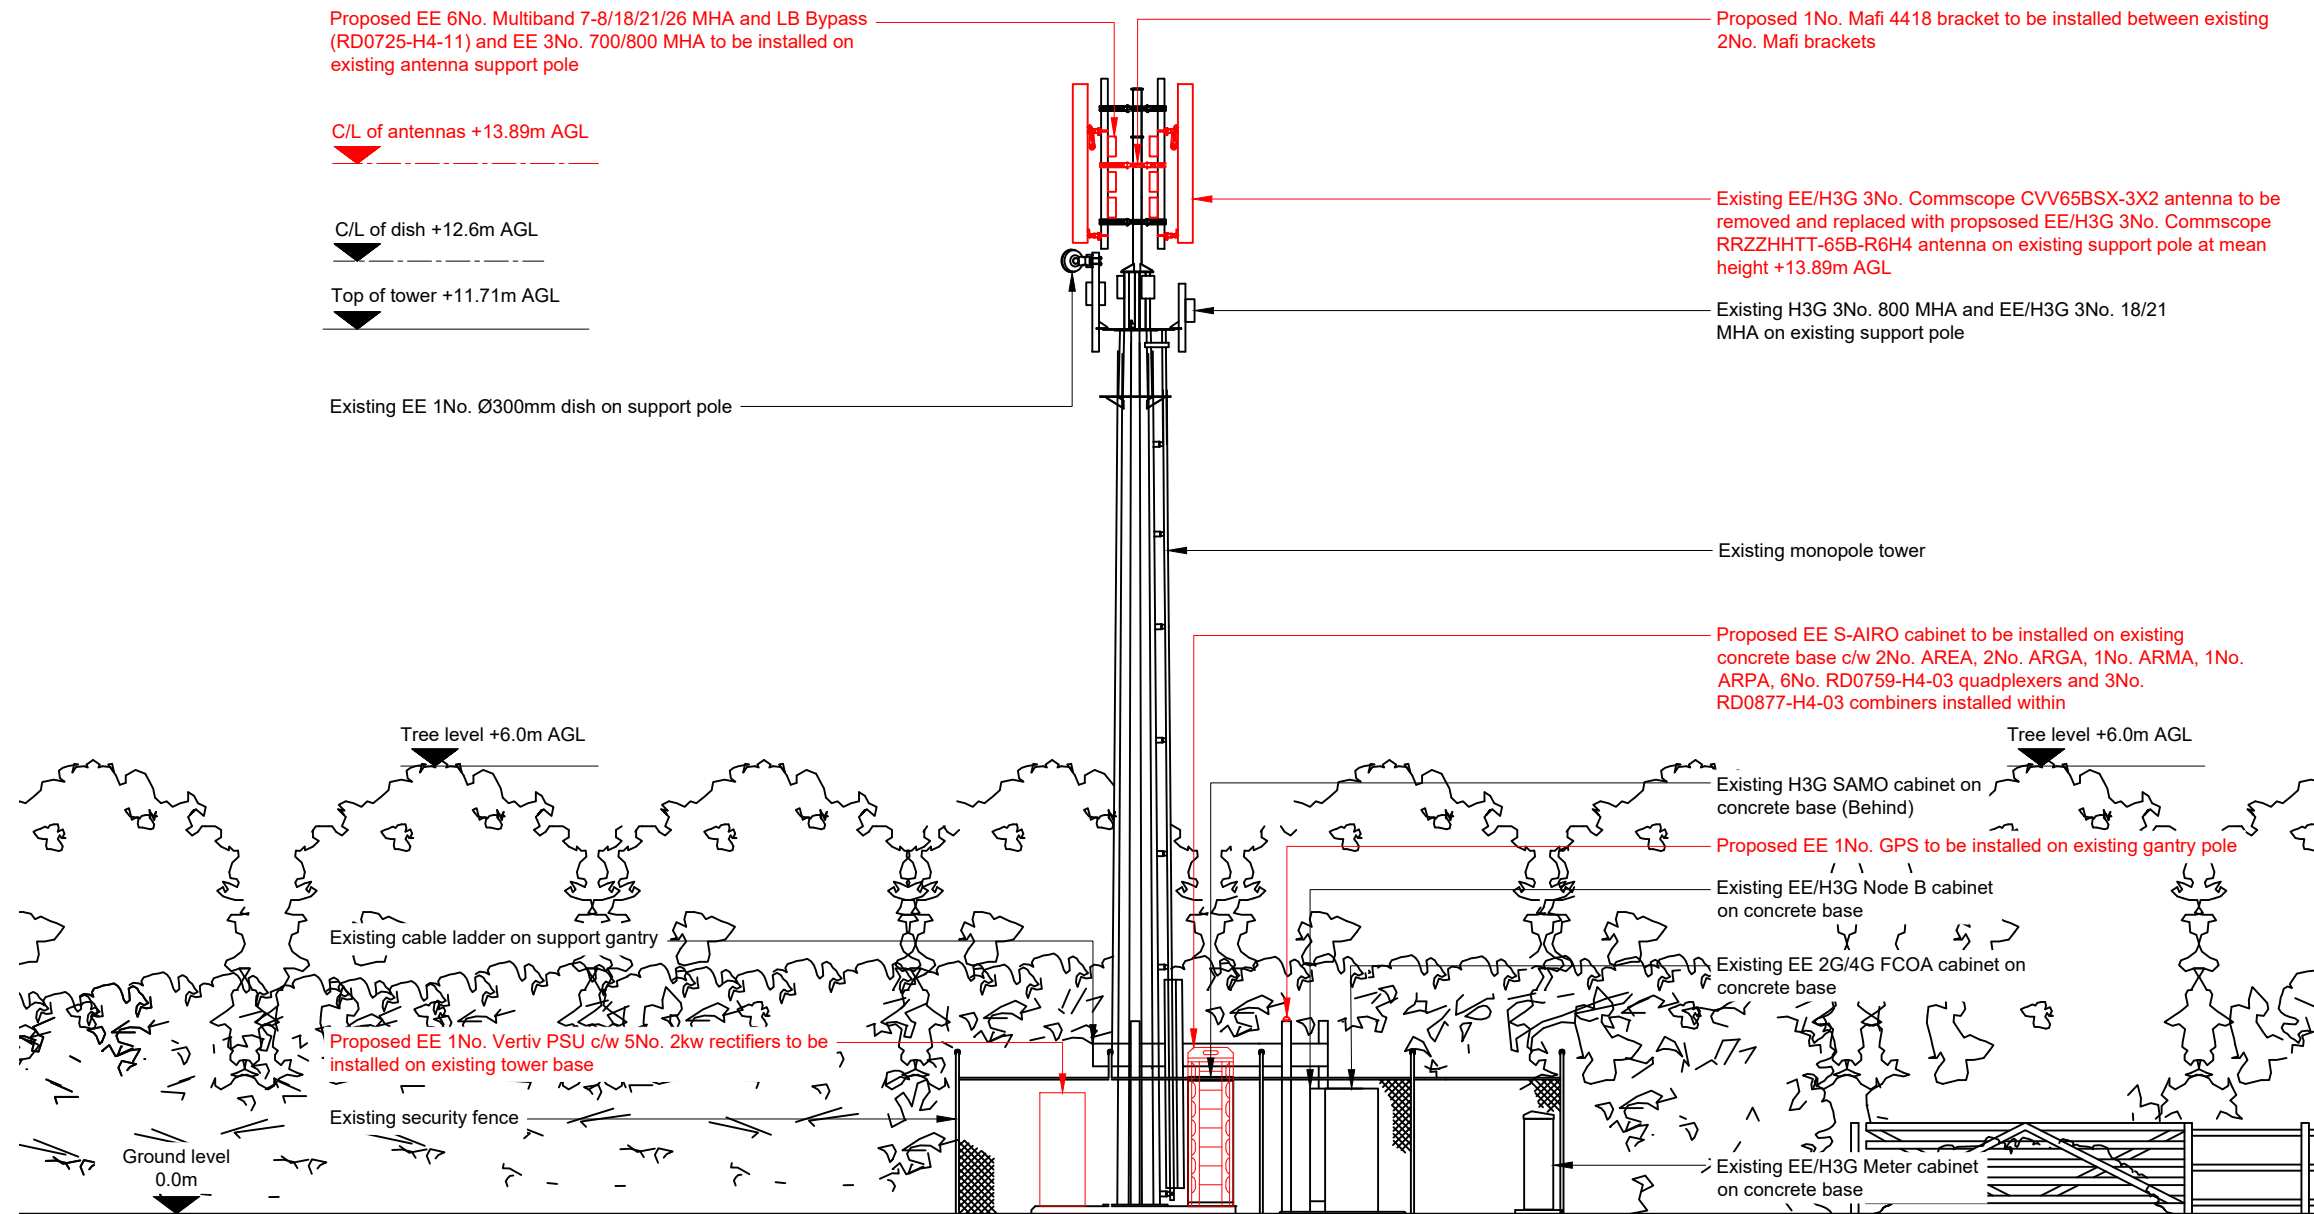 Proposed EE 6No. Multiband 7-8/18/21/26 MHA and LB Bypass
(RD0725-H4-11) and EE 3No. 700/800 MHA to be installed on
existing antenna support pole
Proposed 1No. Mafi 4418 bracket to be installed between existing
2No. Mafi brackets
C/L of antennas +13.89m AGL
Existing EE/H3G 3No. Commscope CVV65BSX-3X2 antenna to be
removed and replaced with propsosed EE/H3G 3No. Commscope
RRZZHHTT-65B-R6H4 antenna on existing support pole at mean
height +13.89m AGL
C/L of dish +12.6m AGL
Top of tower +11.71m AGL
Existing H3G 3No. 800 MHA and EE/H3G 3No. 18/21
MHA on existing support pole
Existing EE 1No. Ø300mm dish on support pole
Existing monopole tower
Proposed EE S-AIRO cabinet to be installed on existing
concrete base c/w 2No. AREA, 2No. ARGA, 1No. ARMA, 1No.
ARPA, 6No. RD0759-H4-03 quadplexers and 3No.
RD0877-H4-03 combiners installed within
Tree level +6.0m AGL
Tree level +6.0m AGL
Existing H3G SAMO cabinet on
concrete base (Behind)
Proposed EE 1No. GPS to be installed on existing gantry pole
Existing EE/H3G Node B cabinet
on concrete base
Existing cable ladder on support gantry
Existing EE 2G/4G FCOA cabinet on
concrete base
Proposed EE 1No. Vertiv PSU c/w 5No. 2kw rectifiers to be
installed on existing tower base
Existing security fence
Ground level
0.0m
Existing EE/H3G Meter cabinet
on concrete base